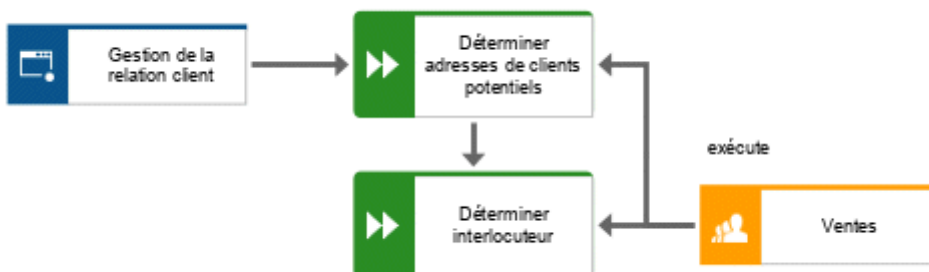 Gestion de la
relation client
Déterminer
adresses de clients
potentiels
exécute
Déterminer
interlocuteur
Ventes